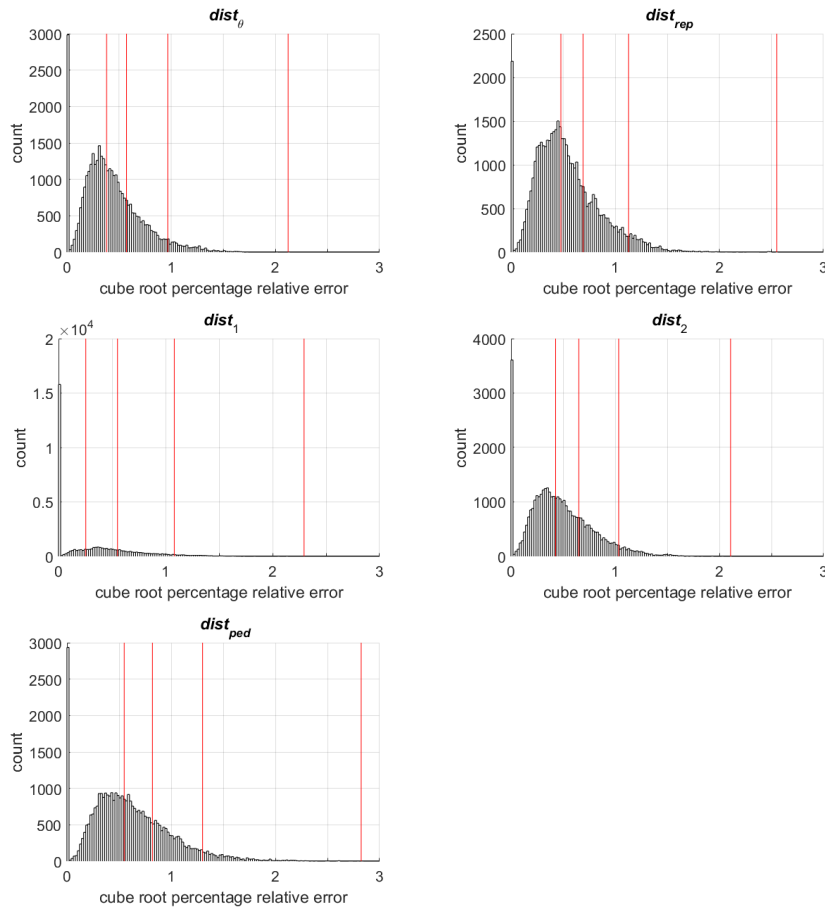 dist_θ
3000
2500
2000
1500
1000
500
0
count
0 1 2 3
cube root percentage relative error
dist_rep
2500
2000
1500
1000
500
0
count
0 1 2 3
cube root percentage relative error
dist_1
×10^4
2
1.5
1
0.5
0
count
0 1 2 3
cube root percentage relative error
dist_2
4000
3000
2000
1000
0
count
0 1 2 3
cube root percentage relative error
dist_ped
3000
2500
2000
1500
1000
500
0
count
0 1 2 3
cube root percentage relative error